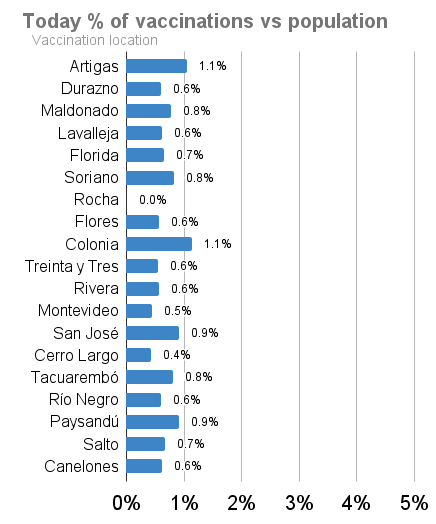 Today % of vaccinations vs population
Vaccination location
Artigas 1.1%
Durazno 0.6%
Maldonado 0.8%
Lavalleja 0.6%
Florida 0.7%
Soriano 0.8%
Rocha 0.0%
Flores 0.6%
Colonia 1.1%
Treinta y Tres 0.6%
Rivera 0.6%
Montevideo 0.5%
San José 0.9%
Cerro Largo 0.4%
Tacuarembó 0.8%
Río Negro 0.6%
Paysandú 0.9%
Salto 0.7%
Canelones 0.6%
0% 1% 2% 3% 4% 5%